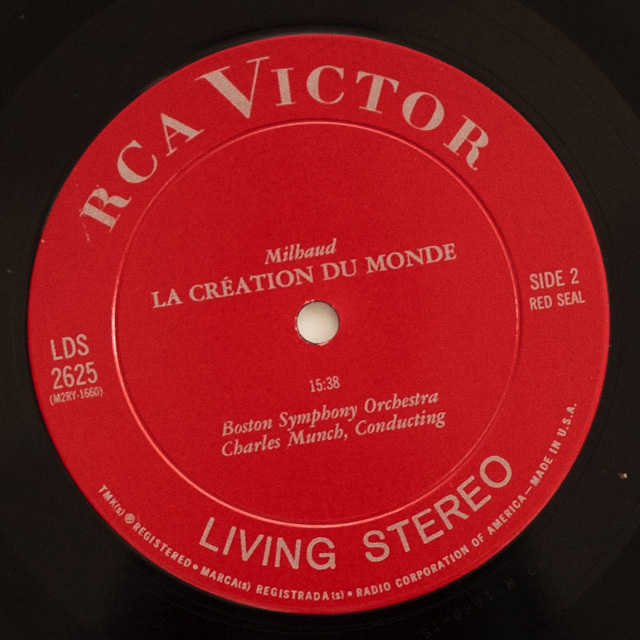 RCA VICTOR
Milhaud
LA CRÉATION DU MONDE
SIDE 2
RED SEAL
LDS
2625
(M2RY-1660)
15:38
Boston Symphony Orchestra
Charles Munch, Conducting
LIVING STEREO
TMK(s) ® REGISTERED • MARCA(s) REGISTRADA(s) • RADIO CORPORATION OF AMERICA—MADE IN U.S.A.